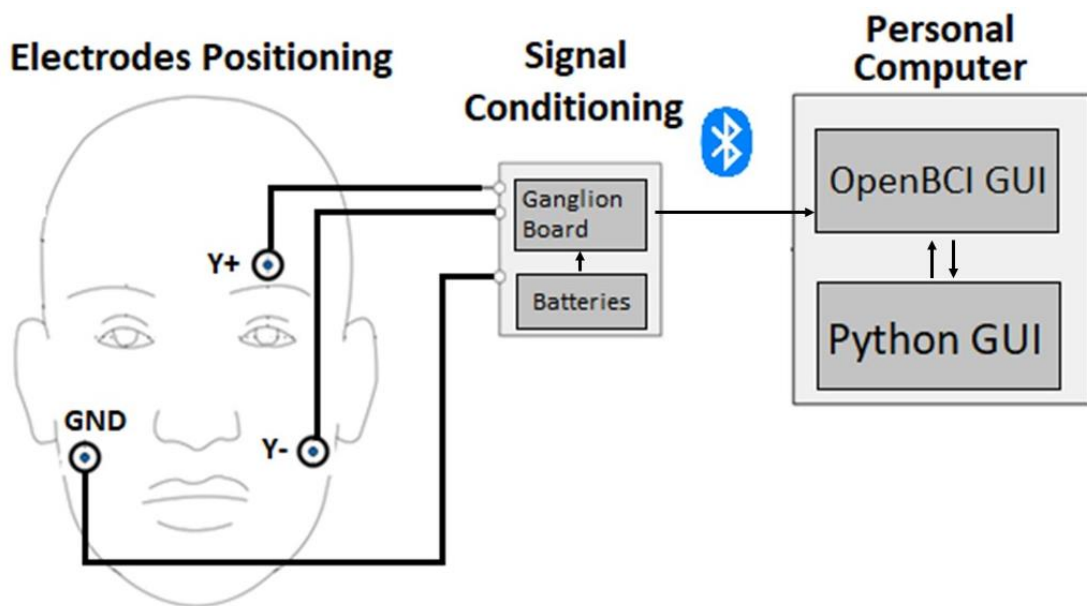 Electrodes Positioning
Signal
Conditioning
Personal
Computer
Y+
GND
Y-
Ganglion
Board
Batteries
OpenBCI GUI
Python GUI